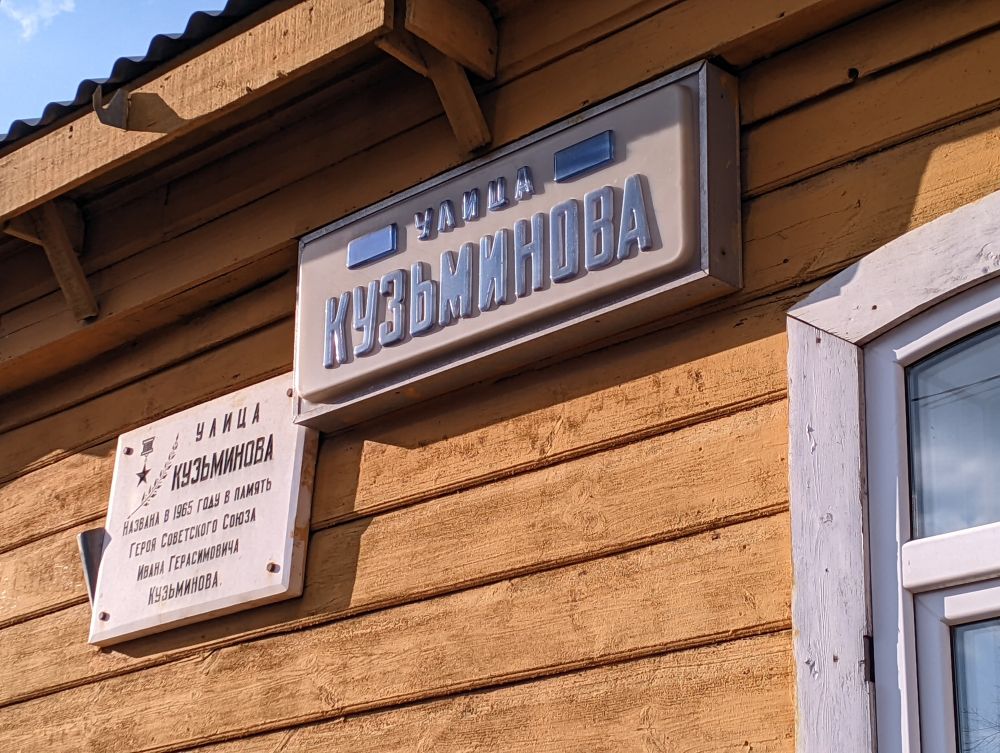 УЛИЦА
КУЗЬМИНОВА
УЛИЦА
КУЗЬМИНОВА
НАЗВАНА В 1965 ГОДУ В ПАМЯТЬ
ГЕРОЯ СОВЕТСКОГО СОЮЗА
ИВАНА ГЕРАСИМОВИЧА
КУЗЬМИНОВА.